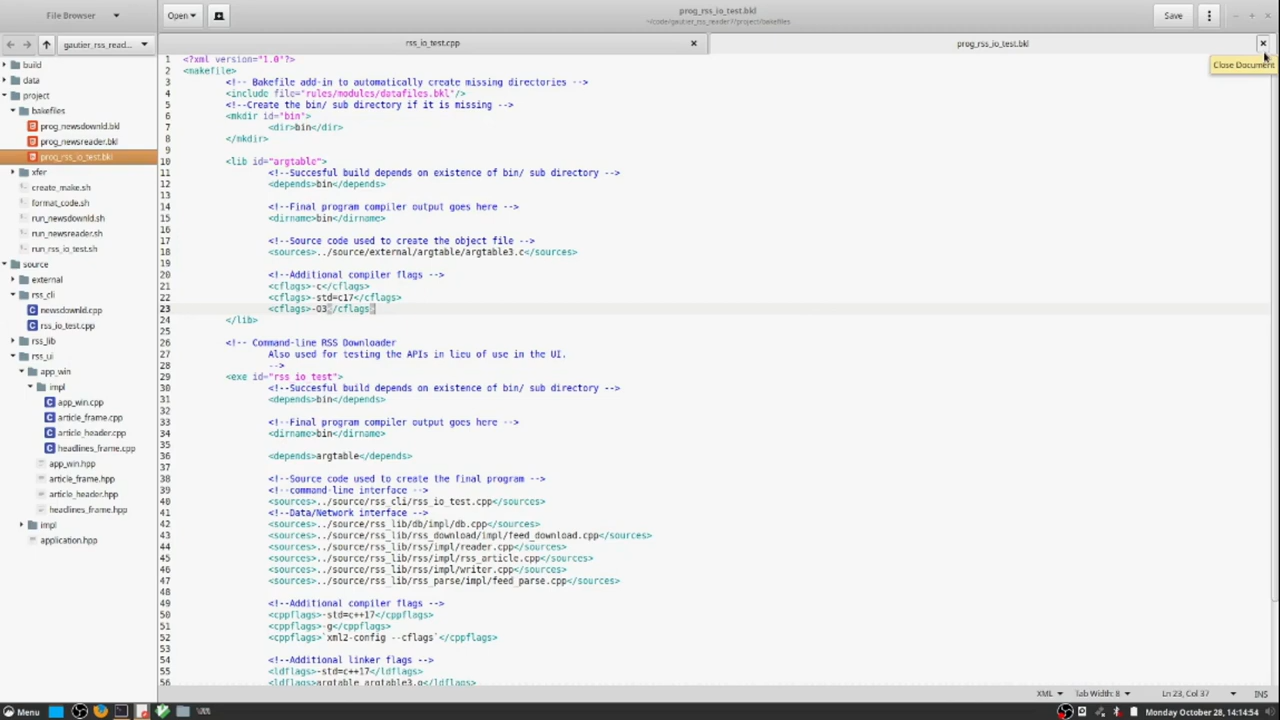 File Browser
Open
prog_rss_io_test.bkl
~/code/gautier_rss_reader7/project/bakefiles
Save
gautier_rss_read...
rss_io_test.cpp
prog_rss_io_test.bkl
Close Document
build
data
project
bakefiles
prog_newsdownld.bkl
prog_newsreader.bkl
prog_rss_io_test.bkl
xfer
create_make.sh
format_code.sh
run_newsdownld.sh
run_newsreader.sh
run_rss_io_test.sh
source
external
rss_cli
newsdownld.cpp
rss_io_test.cpp
rss_lib
rss_ui
app_win
impl
app_win.cpp
article_frame.cpp
article_header.cpp
headlines_frame.cpp
app_win.hpp
article_frame.hpp
article_header.hpp
headlines_frame.hpp
impl
application.hpp
1 <?xml version="1.0"?>
2 <makefile>
3 <!-- Bakefile add-in to automatically create missing directories -->
4 <include file="rules/modules/datafiles.bkl"/>
5 <!--Create the bin/ sub directory if it is missing -->
6 <mkdir id="bin">
7 <dir>bin</dir>
8 </mkdir>
9
10 <lib id="argtable">
11 <!--Succesful build depends on existence of bin/ sub directory -->
12 <depends>bin</depends>
13
14 <!--Final program compiler output goes here -->
15 <dirname>bin</dirname>
16
17 <!--Source code used to create the object file -->
18 <sources>../source/external/argtable/argtable3.c</sources>
19
20 <!--Additional compiler flags -->
21 <cflags>-c</cflags>
22 <cflags>-std=c17</cflags>
23 <cflags>-O3</cflags>
24 </lib>
25
26 <!-- Command-line RSS Downloader
27 Also used for testing the APIs in lieu of use in the UI.
28 -->
29 <exe id="rss_io_test">
30 <!--Succesful build depends on existence of bin/ sub directory -->
31 <depends>bin</depends>
32
33 <!--Final program compiler output goes here -->
34 <dirname>bin</dirname>
35
36 <depends>argtable</depends>
37
38 <!--Source code used to create the final program -->
39 <!--command-line interface -->
40 <sources>../source/rss_cli/rss_io_test.cpp</sources>
41 <!--Data/Network interface -->
42 <sources>../source/rss_lib/db/impl/db.cpp</sources>
43 <sources>../source/rss_lib/rss_download/impl/feed_download.cpp</sources>
44 <sources>../source/rss_lib/rss/impl/reader.cpp</sources>
45 <sources>../source/rss_lib/rss/impl/rss_article.cpp</sources>
46 <sources>../source/rss_lib/rss/impl/writer.cpp</sources>
47 <sources>../source/rss_lib/rss_parse/impl/feed_parse.cpp</sources>
48
49 <!--Additional compiler flags -->
50 <cppflags>-std=c++17</cppflags>
51 <cppflags>-g</cppflags>
52 <cppflags>`xml2-config --cflags`</cppflags>
53
54 <!--Additional linker flags -->
55 <ldflags>-std=c++17</ldflags>
56 <ldflags>argtable_argtable3.o</ldflags>
XML
Tab Width: 8
Ln 23, Col 37
INS
Menu
Monday October 28, 14:14:54